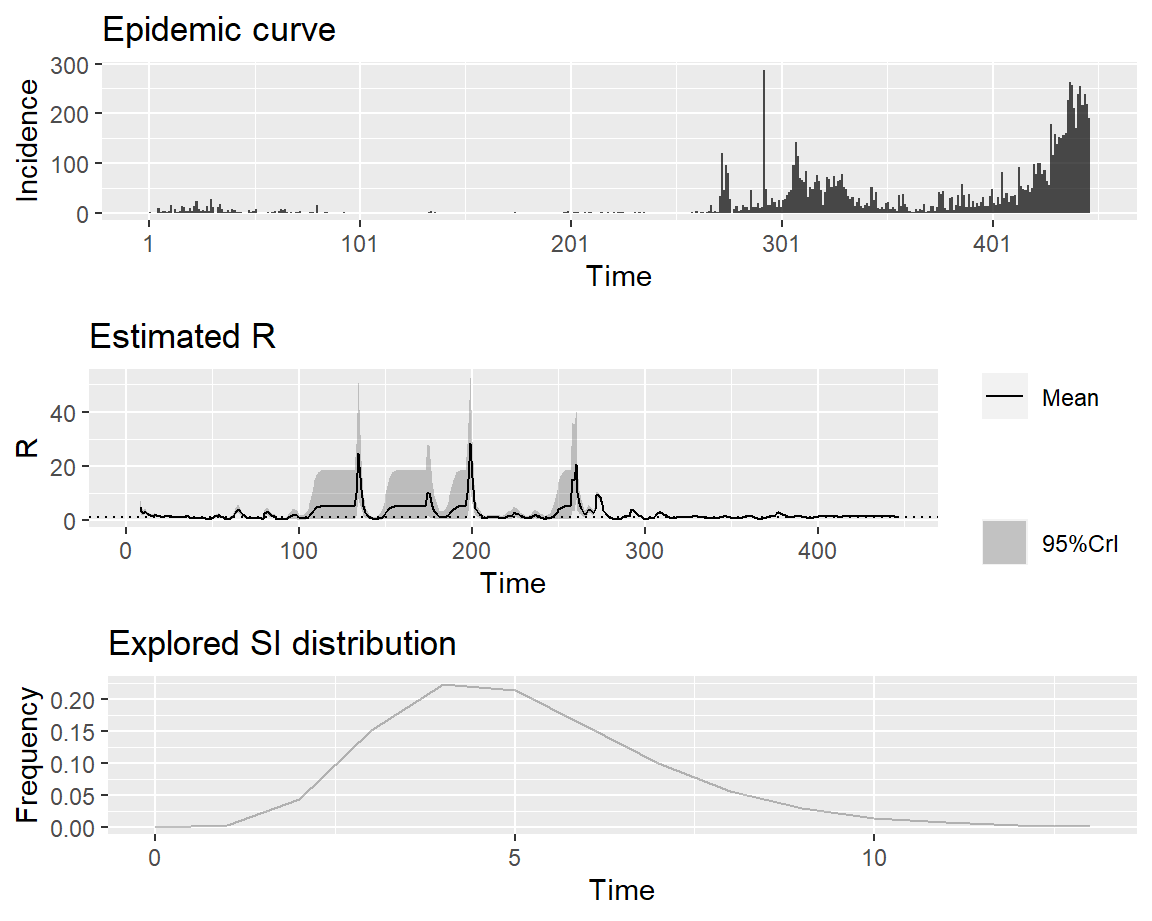 Epidemic curve
300
200
100
0
Incidence
1 101 201 301 401
Time
Estimated R
40
20
0
R
0 100 200 300 400
Time
Mean
95%CrI
Explored SI distribution
0.20
0.15
0.10
0.05
0.00
Frequency
0 5 10
Time